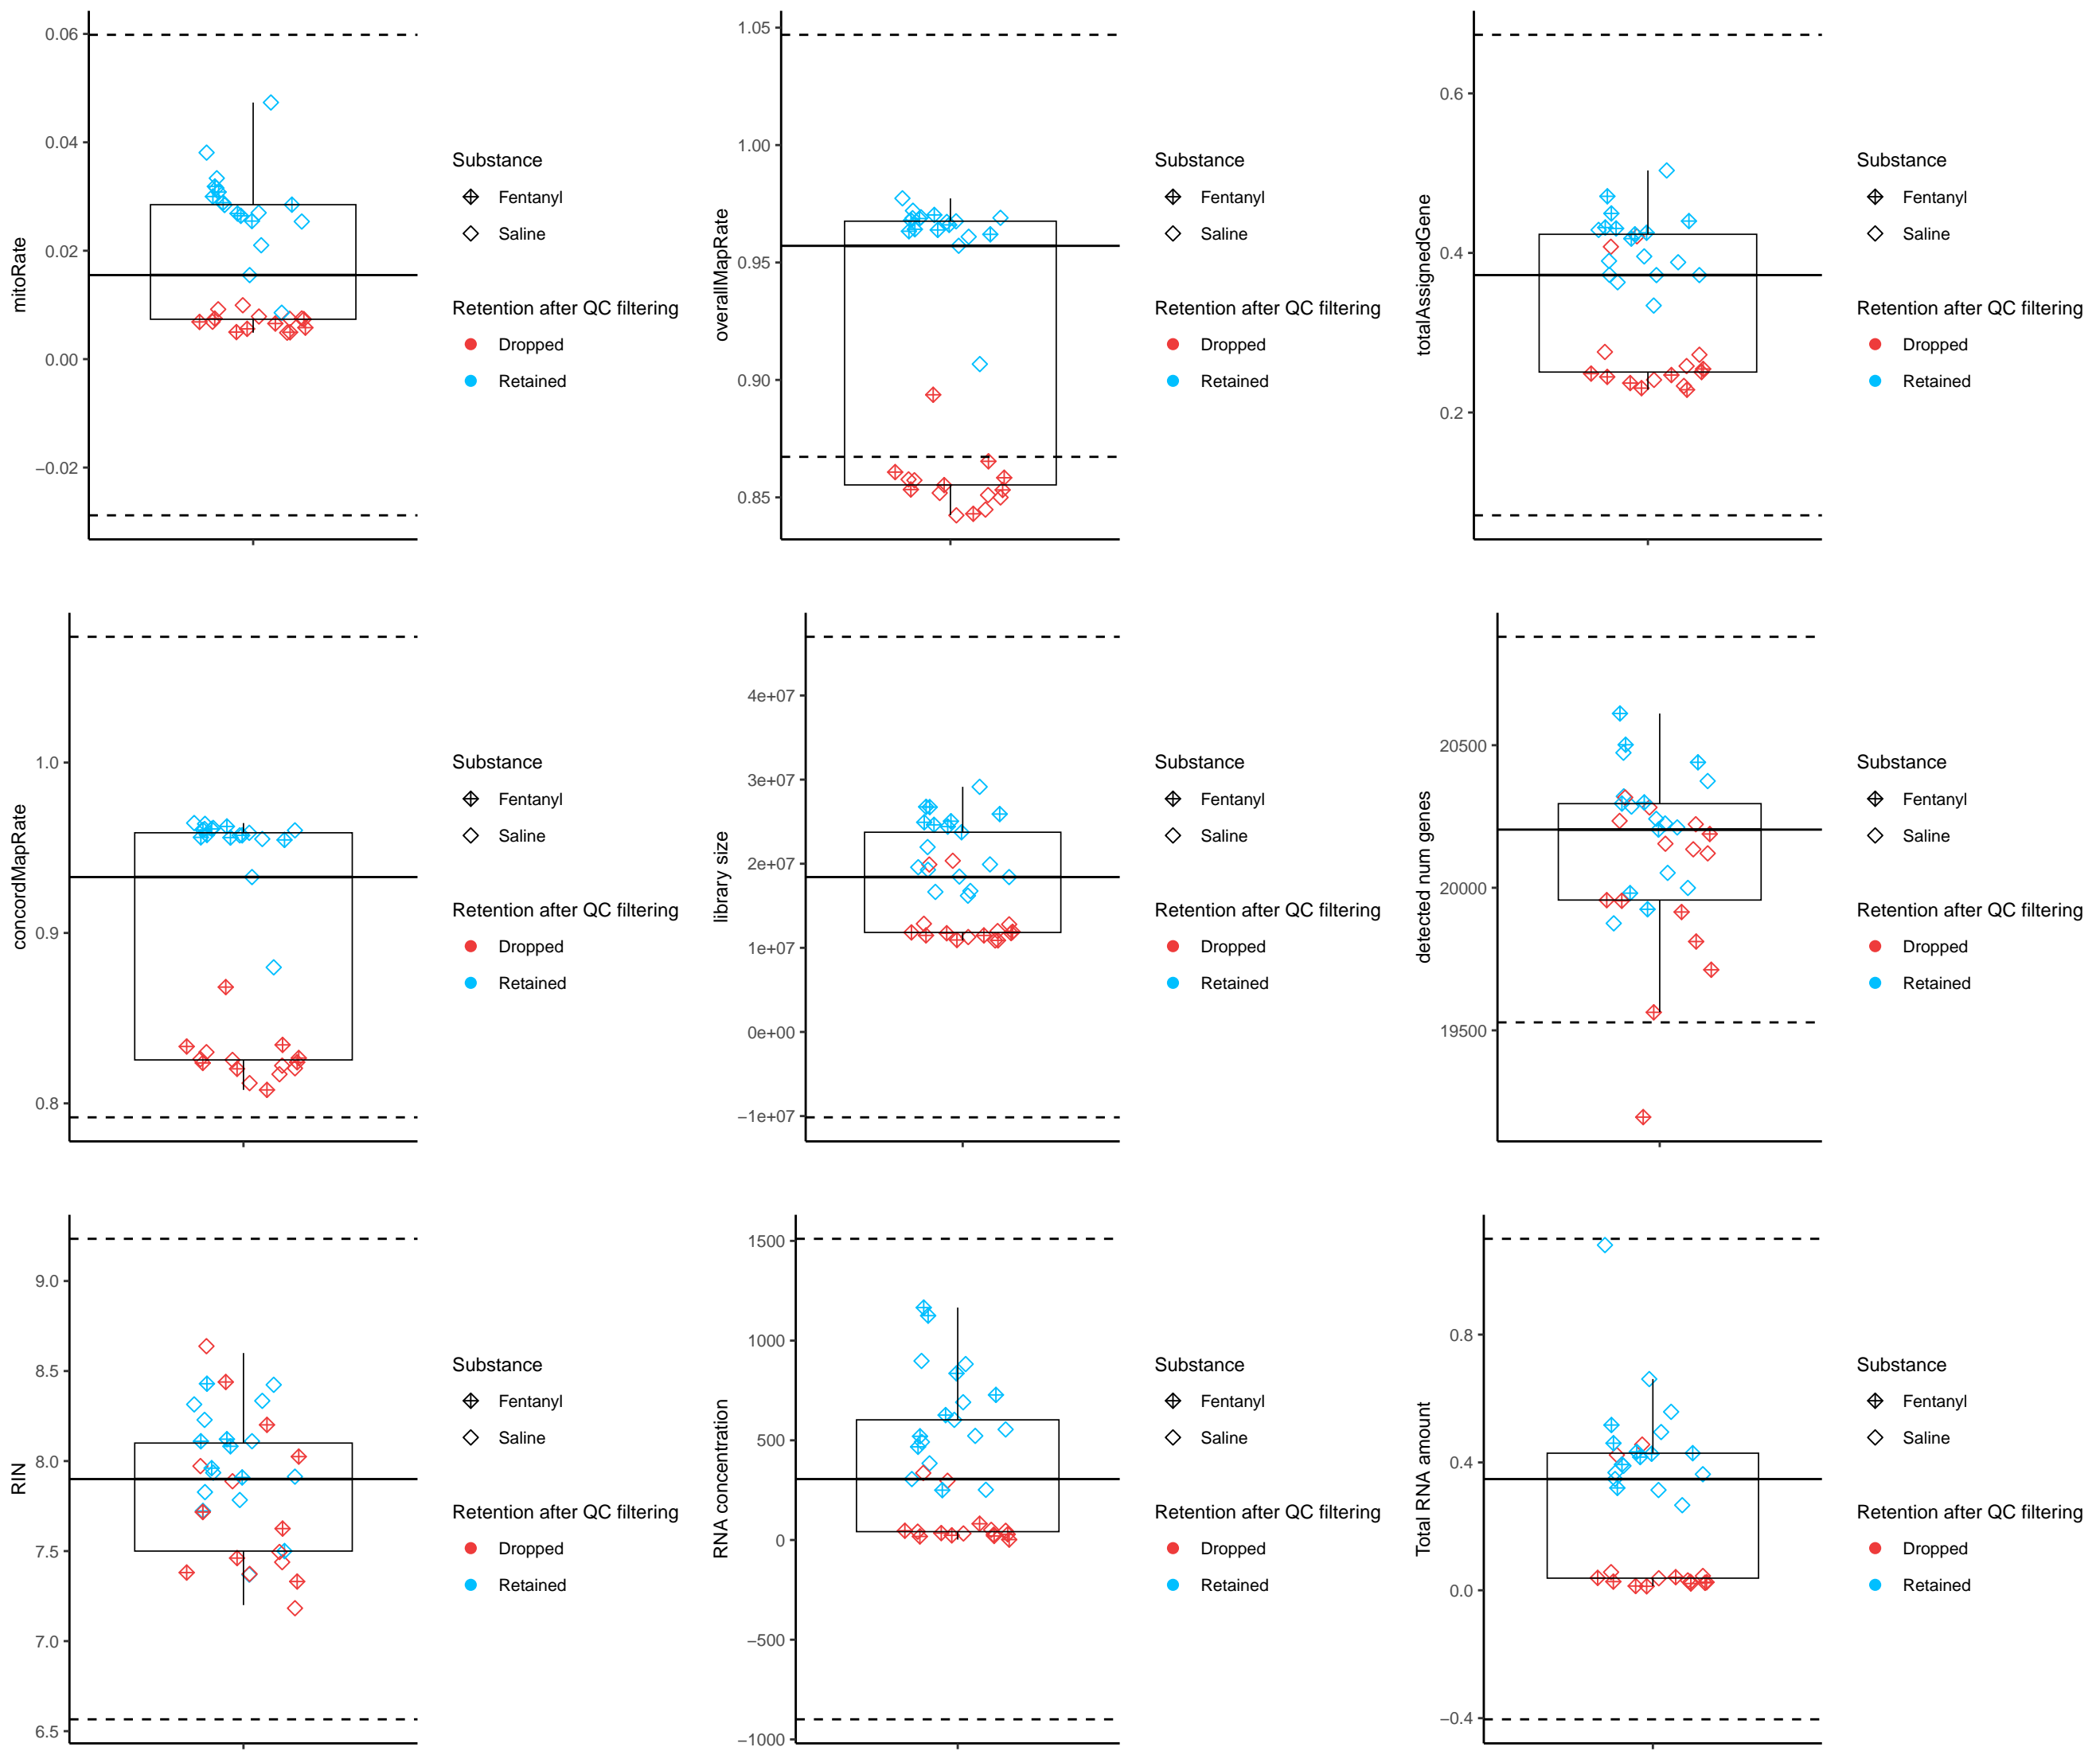 mitoRate
0.06
0.04
0.02
0.00
−0.02
Substance
Fentanyl
Saline
Retention after QC filtering
Dropped
Retained
overallMapRate
1.05
1.00
0.95
0.90
0.85
Substance
Fentanyl
Saline
Retention after QC filtering
Dropped
Retained
totalAssignedGene
0.6
0.4
0.2
Substance
Fentanyl
Saline
Retention after QC filtering
Dropped
Retained
concordMapRate
1.0
0.9
0.8
Substance
Fentanyl
Saline
Retention after QC filtering
Dropped
Retained
library size
4e+07
3e+07
2e+07
1e+07
0e+00
−1e+07
Substance
Fentanyl
Saline
Retention after QC filtering
Dropped
Retained
detected num genes
20500
20000
19500
Substance
Fentanyl
Saline
Retention after QC filtering
Dropped
Retained
RIN
9.0
8.5
8.0
7.5
7.0
6.5
Substance
Fentanyl
Saline
Retention after QC filtering
Dropped
Retained
RNA concentration
1500
1000
500
0
−500
−1000
Substance
Fentanyl
Saline
Retention after QC filtering
Dropped
Retained
Total RNA amount
0.8
0.4
0.0
−0.4
Substance
Fentanyl
Saline
Retention after QC filtering
Dropped
Retained